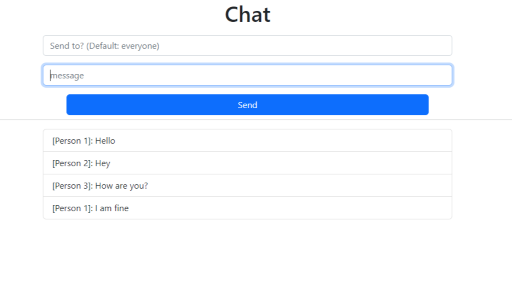 Chat
Send to? (Default: everyone)
message
Send
[Person 1]: Hello
[Person 2]: Hey
[Person 3]: How are you?
[Person 1]: I am fine